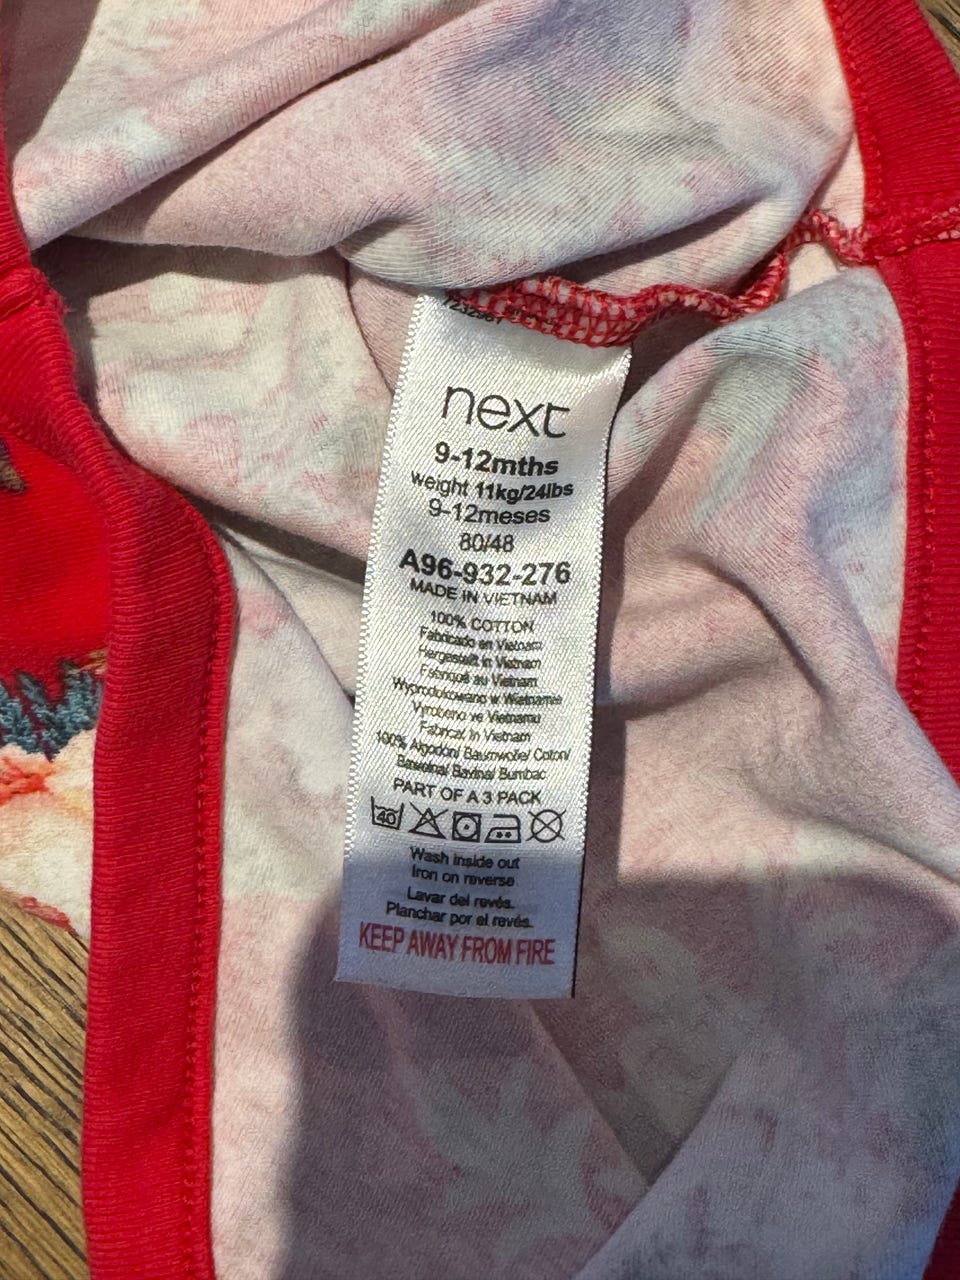 next
9-12mths
weight 11kg/24lbs
9-12meses
80/48
A96-932-276
MADE IN VIETNAM
100% COTTON
Fabricado en Vietnam
Hergestellt in Vietnam
Fabriqué au Vietnam
Wyprodukowano w Wietnamie
Vyrobeno ve Vietnamu
Fabricat in Vietnam
100% Algodon/ Baumwolle/ Coton/
Bawełna/ Bavlna/ Bumbac
PART OF A 3 PACK
40
Wash inside out
Iron on reverse
Lavar del revés.
Planchar por el revés.
KEEP AWAY FROM FIRE